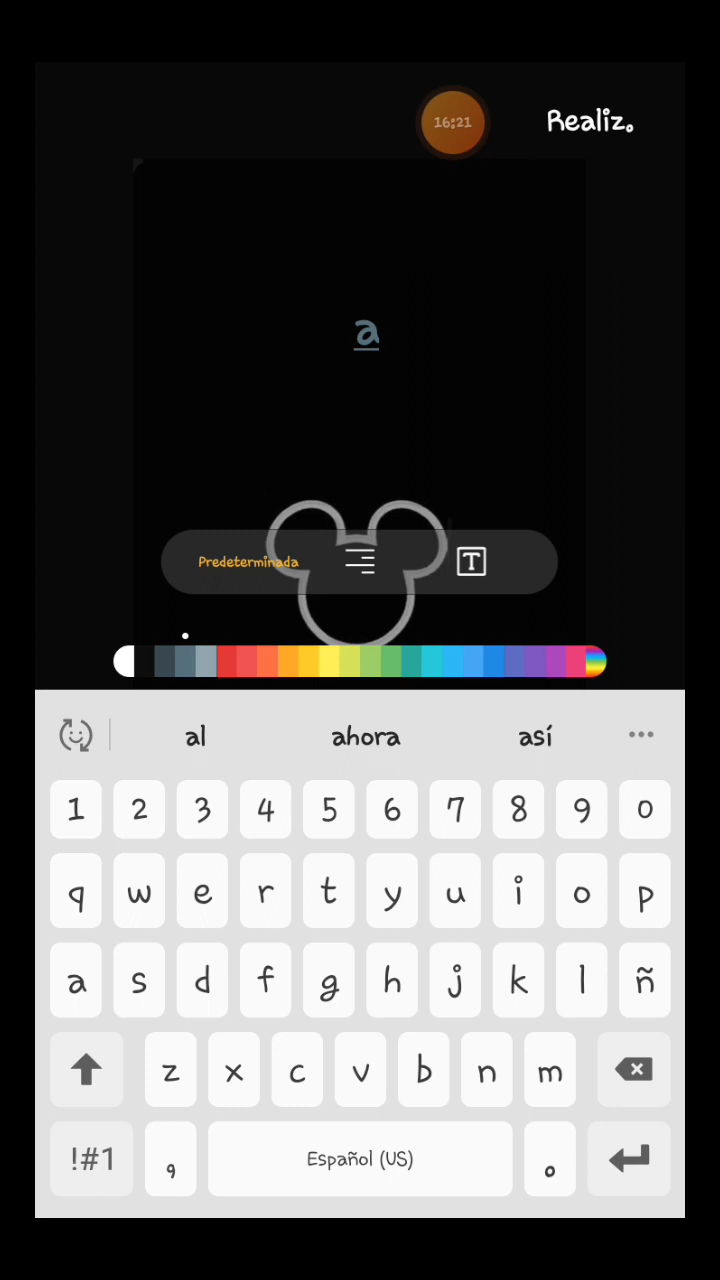 16:21
Realiz.
a
Predeterminada
T
al ahora así
1 2 3 4 5 6 7 8 9 0
q w e r t y u i o p
a s d f g h j k l ñ
z x c v b n m
!#1 , Español (US) .